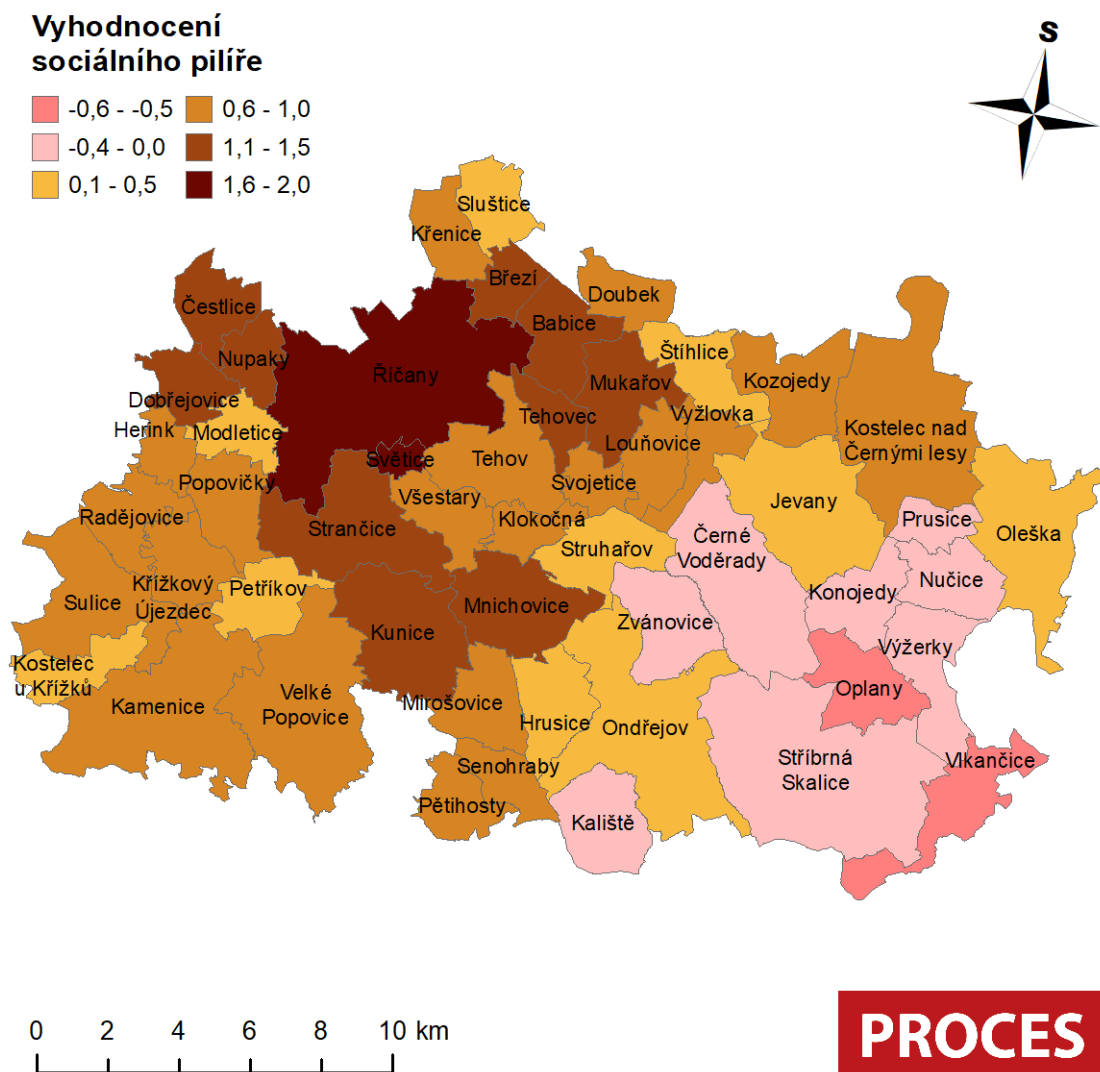 Vyhodnocení
sociálního pilíře
-0,6 - -0,5
0,6 - 1,0
-0,4 - 0,0
1,1 - 1,5
0,1 - 0,5
1,6 - 2,0
S
Sluštice
Křenice
Březí
Doubek
Čestlice
Babice
Nupaky
Štíhlice
Říčany
Mukařov
Kozojedy
Dobřejovice
Tehovec
Vyžlovka
Herink
Modletice
Louňovice
Kostelec nad
Černými lesy
Světice
Tehov
Popovičky
Svojetice
Všestary
Jevany
Radějovice
Strančice
Klokočná
Prusice
Oleška
Struhařov
Černé
Voděrady
Křížkový
Újezdec
Petříkov
Konojedy
Nučice
Sulice
Mnichovice
Zvánovice
Kunice
Výžerky
Kostelec
u Křížků
Oplany
Kamenice
Velké
Popovice
Mirošovice
Hrusice
Ondřejov
Senohraby
Stříbrná
Skalice
Vlkančice
Pětihosty
Kaliště
0 2 4 6 8 10 km
PROCES